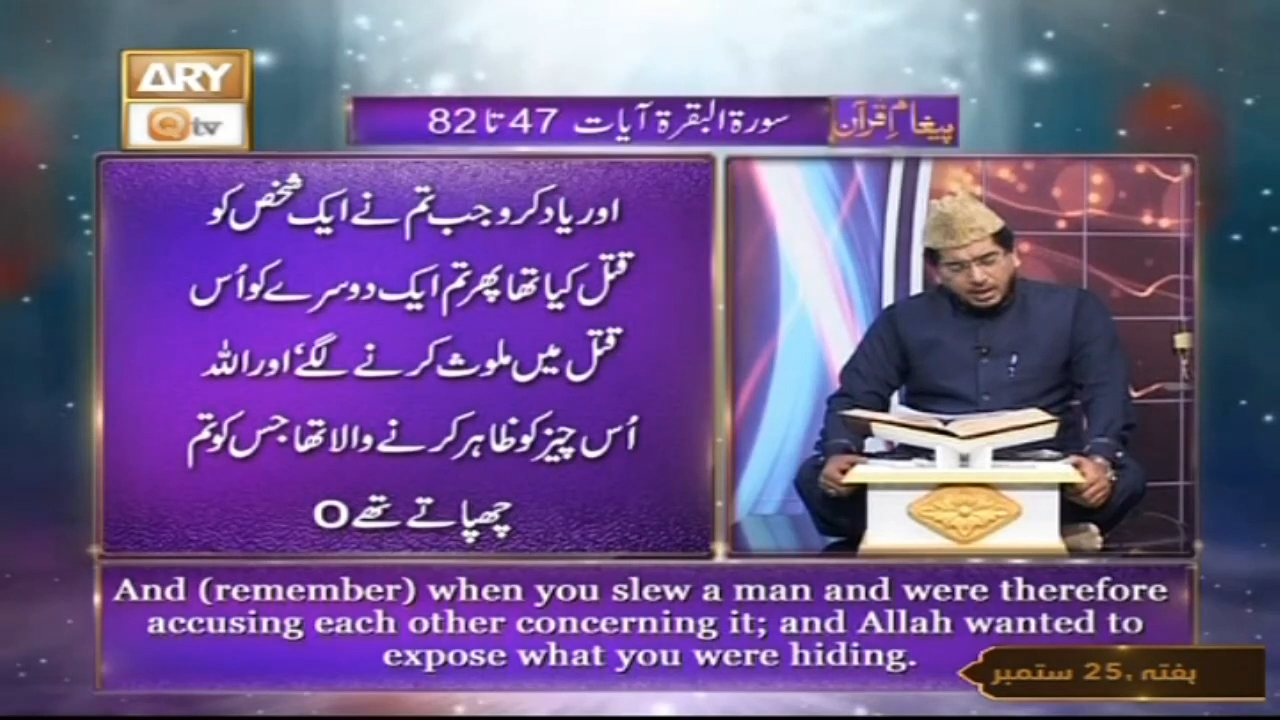 ARY
Qtv
پیغام قرآن
سورۃ البقرۃ آیات 47 تا 82
اور یاد کرو جب تم نے ایک شخص کو
قتل کیا تھا پھر تم ایک دوسرے کو اُس
قتل میں ملوث کرنے لگے‘ اور اللہ
اُس چیز کو ظاہر کرنے والا تھا جس کو تم
چھپاتے تھے O
And (remember) when you slew a man and were therefore
accusing each other concerning it; and Allah wanted to
expose what you were hiding.
ہفتہ ,25 ستمبر